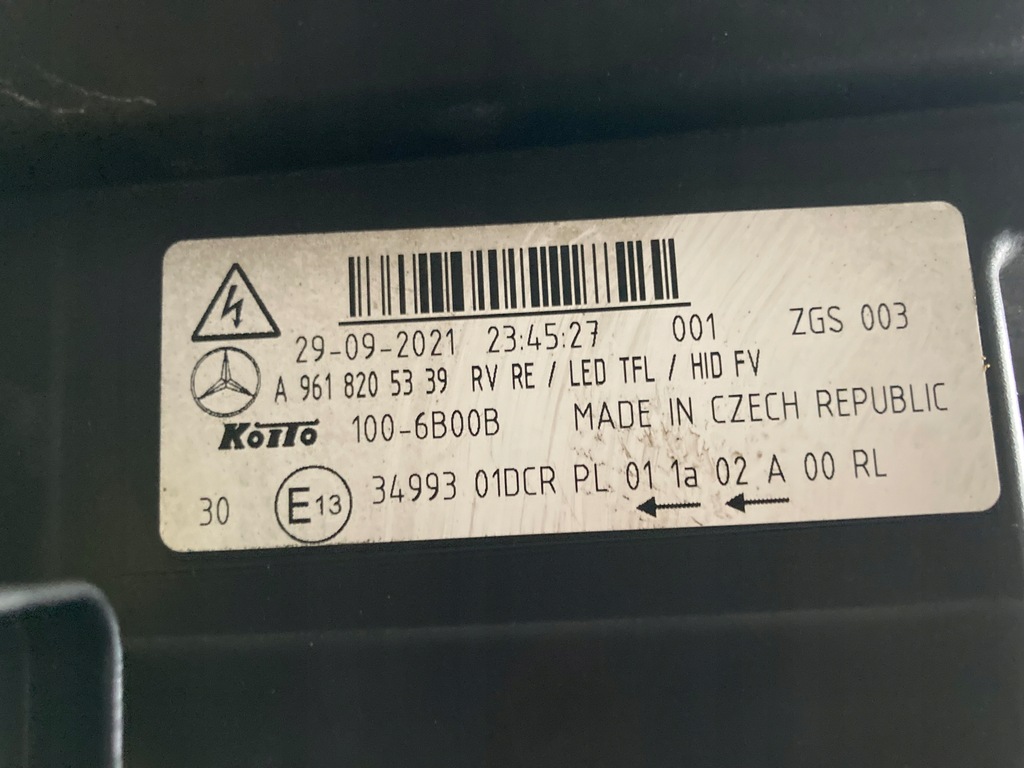 29-09-2021 23:45:27 001 ZGS 003
A 961 820 53 39 RV RE / LED TFL / HID FV
KOITO 100-6B00B MADE IN CZECH REPUBLIC
30 E13 34993 01DCR PL 01 1a 02 A 00 RL